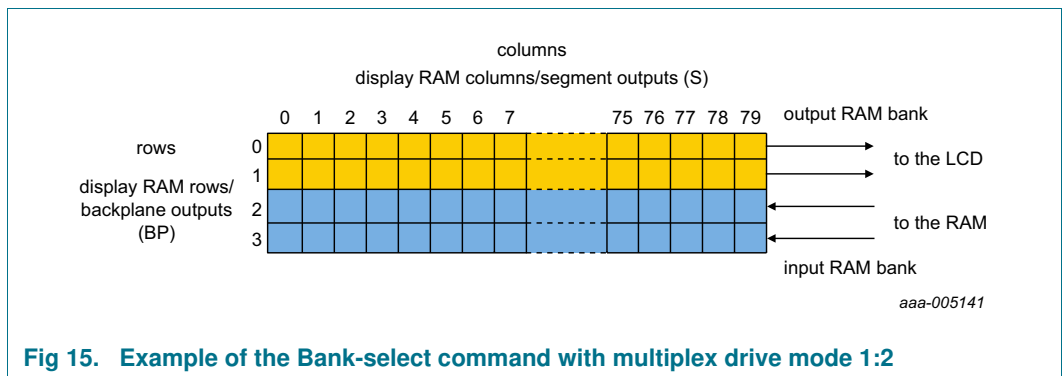 columns
display RAM columns/segment outputs (S)
0 1 2 3 4 5 6 7 75 76 77 78 79 output RAM bank
rows 0
to the LCD
display RAM rows/ 1
backplane outputs 2
(BP) to the RAM
3
input RAM bank
aaa-005141
Fig 15. Example of the Bank-select command with multiplex drive mode 1:2